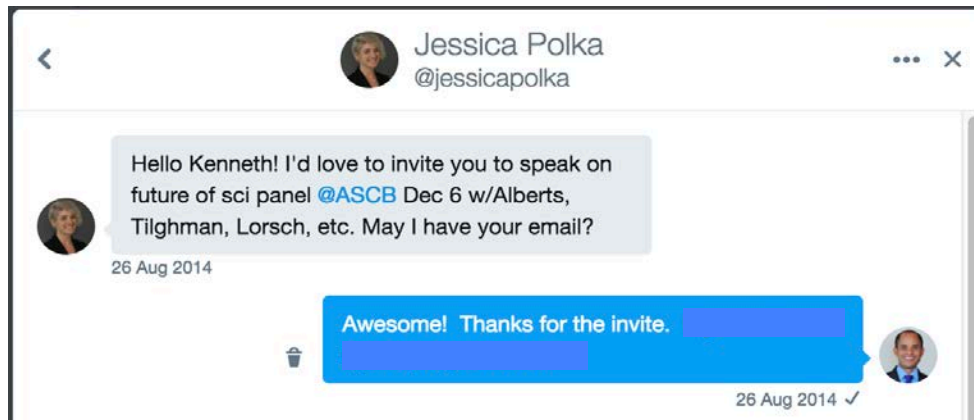 Jessica Polka
@jessicapolka
Hello Kenneth! I'd love to invite you to speak on
future of sci panel @ASCB Dec 6 w/Alberts,
Tilghman, Lorsch, etc. May I have your email?
26 Aug 2014
Awesome!  Thanks for the invite.
26 Aug 2014